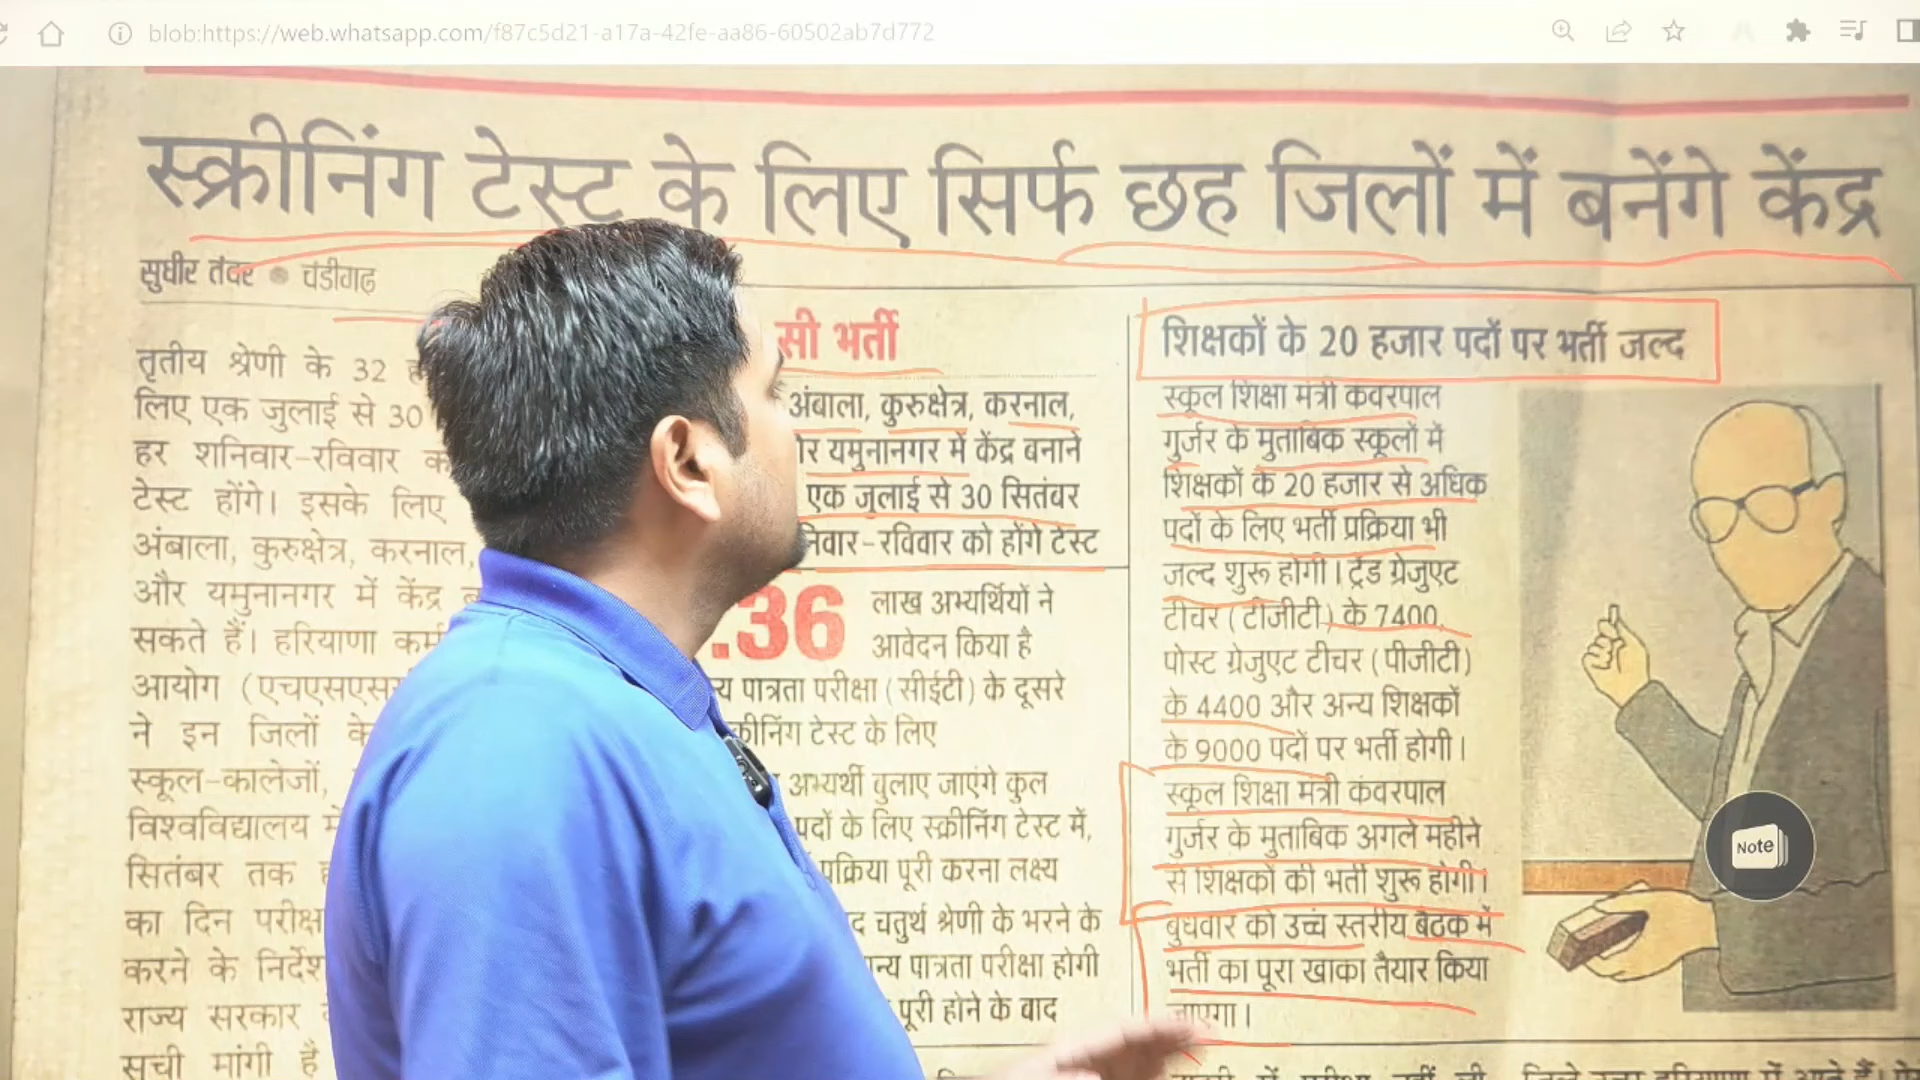 blob:https://web.whatsapp.com/f87c5d21-a17a-42fe-aa86-60502ab7d772
स्क्रीनिंग टेस्ट के लिए सिर्फ छह जिलों में बनेंगे केंद्र
सुधीर तंवर • चंडीगढ़
तृतीय श्रेणी के 32
लिए एक जुलाई से 30
हर शनिवार-रविवार
टेस्ट होंगे। इसके लिए
अंबाला, कुरुक्षेत्र, करनाल,
और यमुनानगर में केंद्र
सकते हैं। हरियाणा
आयोग
ने इन जिलों के
स्कूल-कालेजों,
विश्वविद्यालय
सितंबर तक
का दिन
करने के
राज्य सरकार
सूची मांगी है
सी भर्ती
अंबाला, कुरुक्षेत्र, करनाल,
यमुनानगर में केंद्र बनाने
एक जुलाई से 30 सितंबर
को होंगे टेस्ट
.36 लाख अभ्यर्थियों ने
आवेदन किया है
पात्रता परीक्षा (सीईटी) के दूसरे
टेस्ट के लिए
अभ्यर्थी बुलाए जाएंगे कुल
पदों के लिए स्क्रीनिंग टेस्ट में,
प्रक्रिया पूरी करना लक्ष्य
चतुर्थ श्रेणी के भरने के
पात्रता परीक्षा होगी
पूरी होने के बाद
शिक्षकों के 20 हजार पदों पर भर्ती जल्द
स्कूल शिक्षा मंत्री कंवरपाल
गुर्जर के मुताबिक स्कूलों में
शिक्षकों के 20 हजार से अधिक
पदों के लिए भर्ती प्रक्रिया भी
जल्द शुरू होगी। ट्रेंड ग्रेजुएट
टीचर (टीजीटी) के 7400,
पोस्ट ग्रेजुएट टीचर (पीजीटी)
के 4400 और अन्य शिक्षकों
के 9000 पदों पर भर्ती होगी।
स्कूल शिक्षा मंत्री कंवरपाल
गुर्जर के मुताबिक अगले महीने
से शिक्षकों की भर्ती शुरू होगी।
बुधवार को उच्च स्तरीय बैठक में
भर्ती का पूरा खाका तैयार किया
जाएगा।
Note